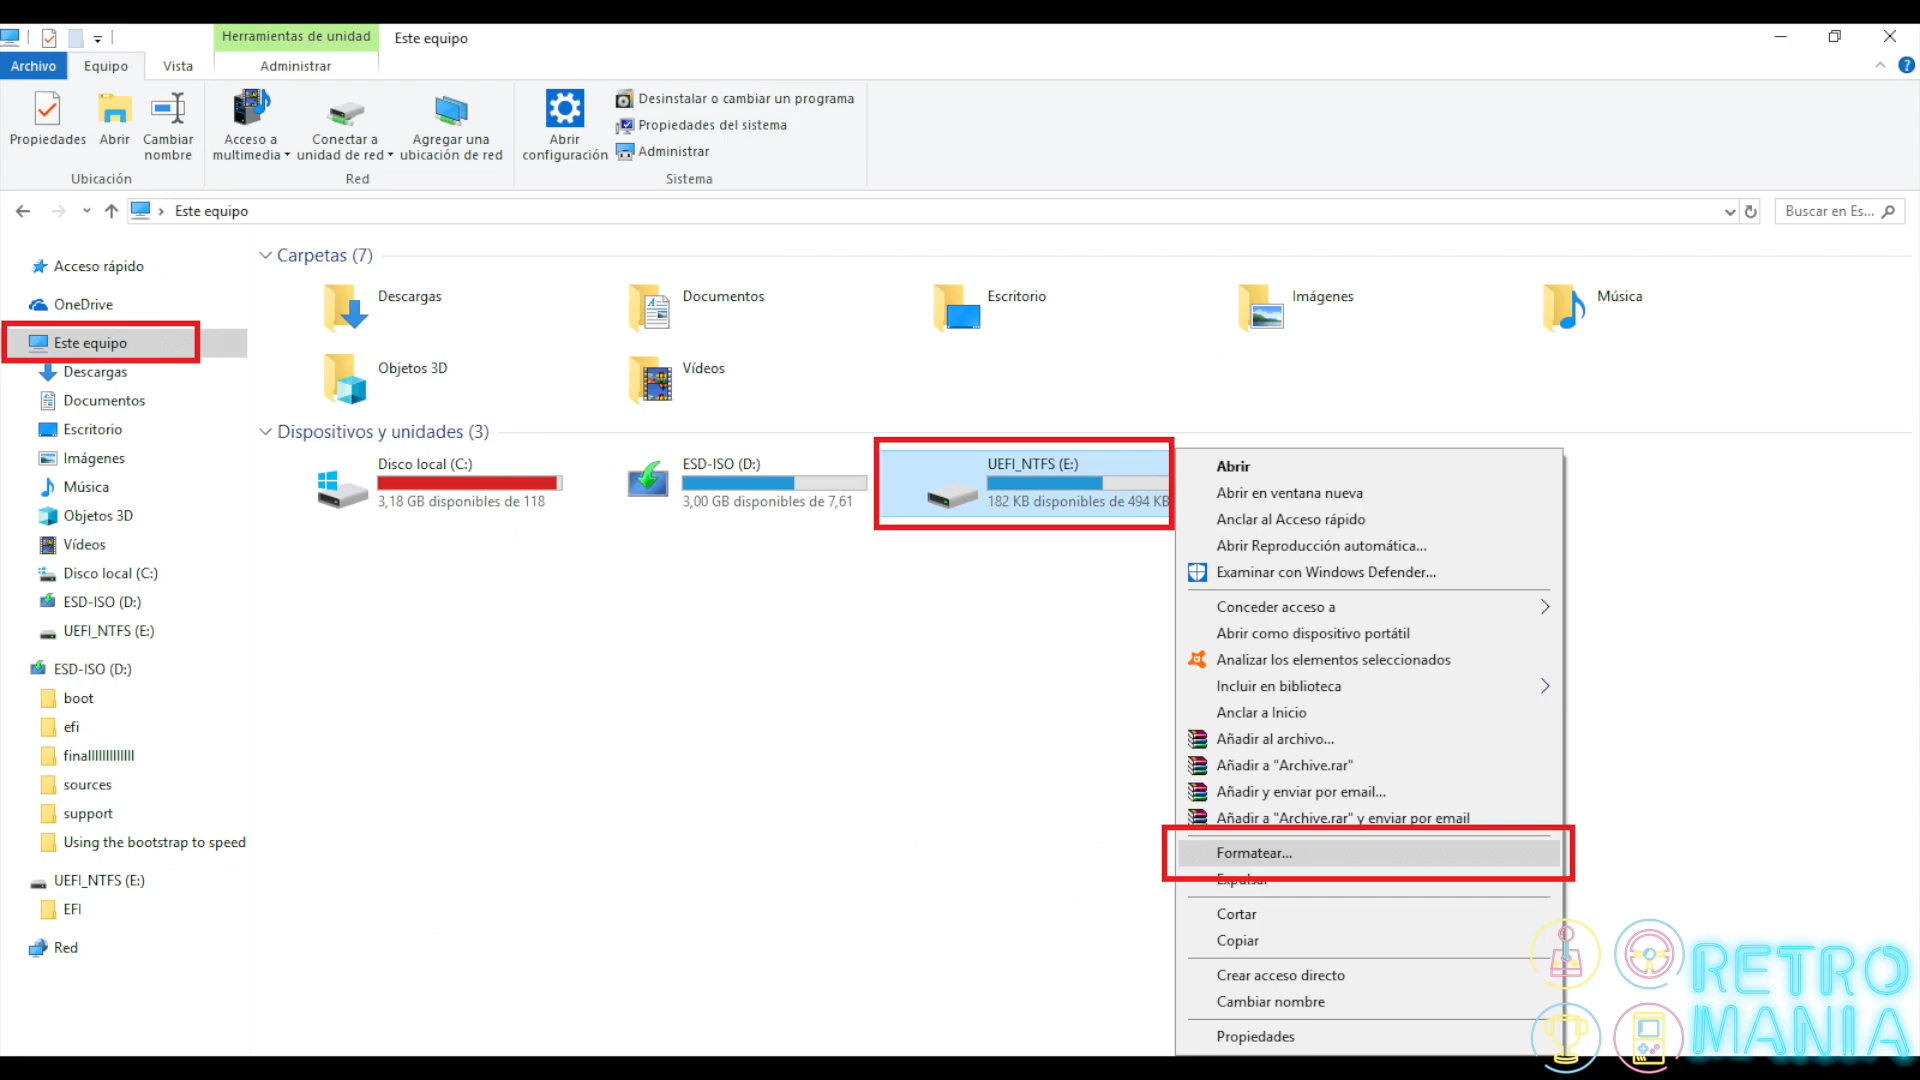 Herramientas de unidad
Este equipo
Archivo
Equipo
Vista
Administrar
Propiedades
Abrir
Cambiar nombre
Acceso a multimedia
Conectar a unidad de red
Agregar una ubicación de red
Abrir configuración
Desinstalar o cambiar un programa
Propiedades del sistema
Administrar
Ubicación
Red
Sistema
Este equipo
Buscar en Es...
Acceso rápido
OneDrive
Este equipo
Descargas
Documentos
Escritorio
Imágenes
Música
Objetos 3D
Vídeos
Disco local (C:)
ESD-ISO (D:)
UEFI_NTFS (E:)
ESD-ISO (D:)
boot
efi
sources
support
Using the bootstrap to speed
UEFI_NTFS (E:)
EFI
Red
Carpetas (7)
Descargas
Documentos
Escritorio
Imágenes
Música
Objetos 3D
Vídeos
Dispositivos y unidades (3)
Disco local (C:)
3,18 GB disponibles de 118
ESD-ISO (D:)
3,00 GB disponibles de 7,61
UEFI_NTFS (E:)
182 KB disponibles de 494 KB
Abrir
Abrir en ventana nueva
Anclar al Acceso rápido
Abrir Reproducción automática...
Examinar con Windows Defender...
Conceder acceso a
Abrir como dispositivo portátil
Analizar los elementos seleccionados
Incluir en biblioteca
Anclar a Inicio
Añadir al archivo...
Añadir a "Archive.rar"
Añadir y enviar por email...
Añadir a "Archive.rar" y enviar por email
Formatear...
Expulsar
Cortar
Copiar
Crear acceso directo
Cambiar nombre
Propiedades
RETRO
MANIA